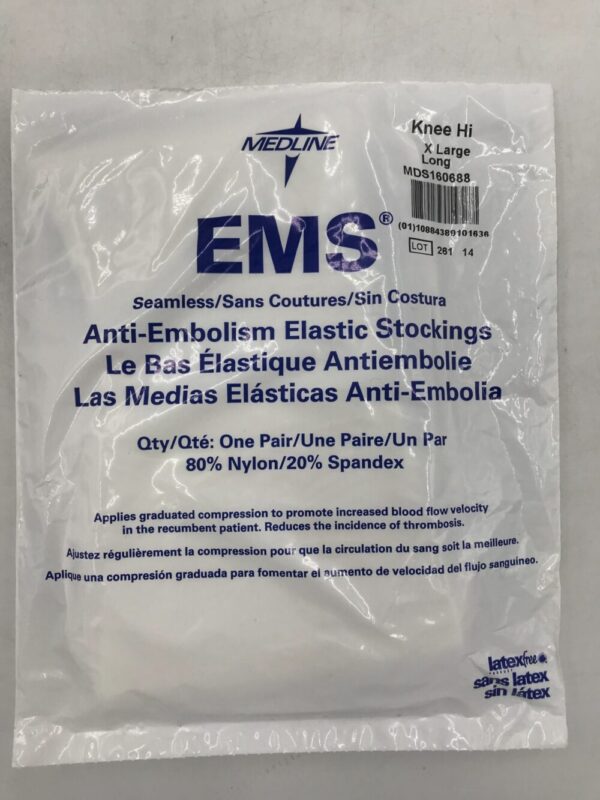 MEDLINE
Knee Hi
X Large
Long
MDS160688
(01)10884389101636
LOT 261 14
EMS®
Seamless/Sans Coutures/Sin Costura
Anti-Embolism Elastic Stockings
Le Bas Élastique Antiembolie
Las Medias Elásticas Anti-Embolia
Qty/Qté: One Pair/Une Paire/Un Par
80% Nylon/20% Spandex
Applies graduated compression to promote increased blood flow velocity
in the recumbent patient. Reduces the incidence of thrombosis.
Ajustez régulièrement la compression pour que la circulation du sang soit la meilleure.
Aplique una compresión graduada para fomentar el aumento de velocidad del flujo sanguíneo.
latexfree
sans latex
sin látex